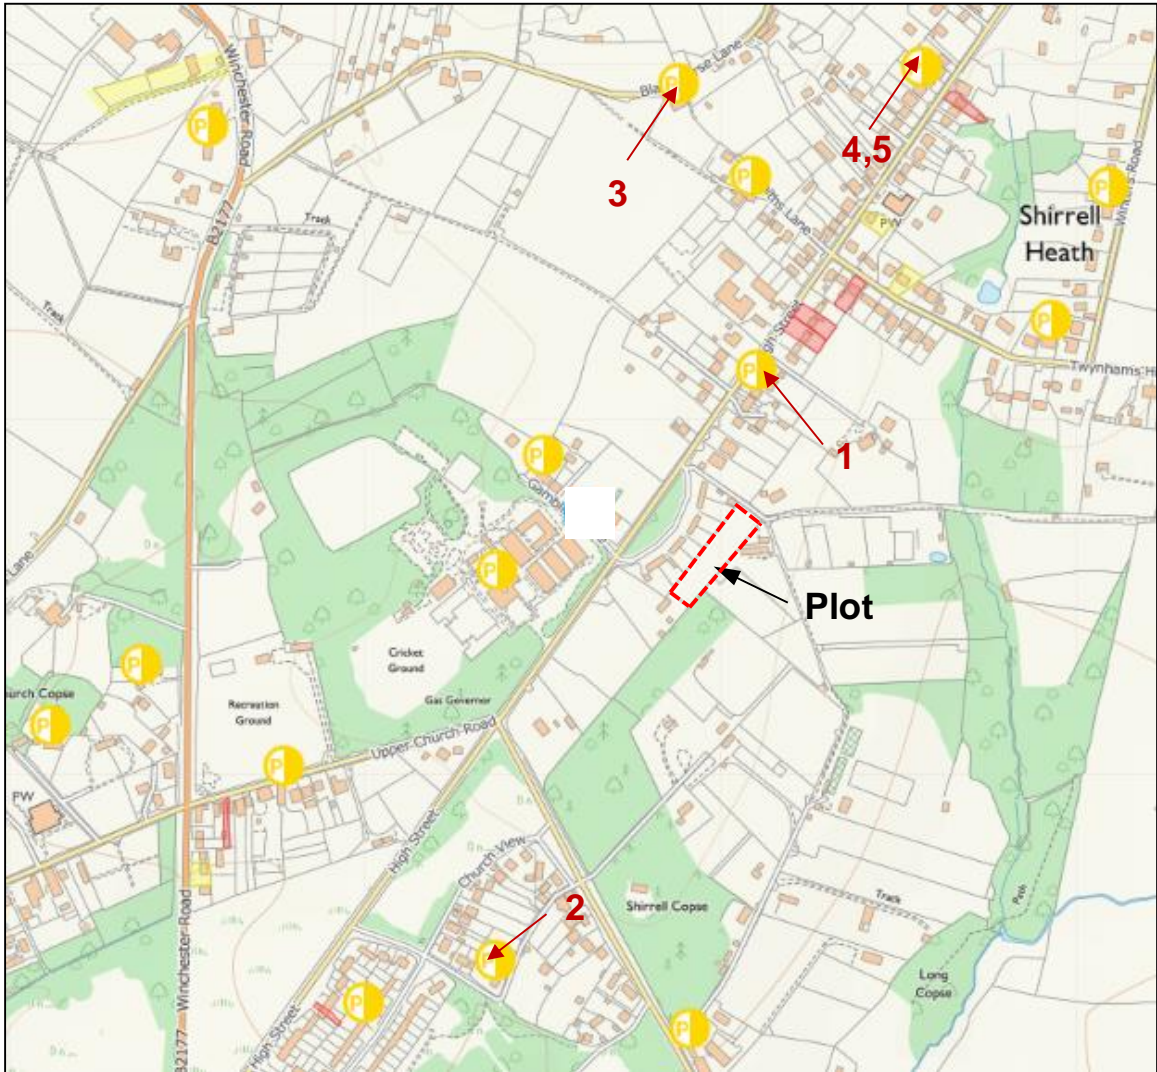 Winchester Road
B2177
Track
Track
3
4,5
PW
Shirrell
Heath
1
Plot
Cricket
Ground
Gas Governor
Recreation
Ground
Upper Church Road
PW
High Street
Church View
2
Shirrell Copse
Track
Path
Long
Copse
High Street
B2177
Winchester Road
Lane
P
P
P
P
P
P
P
P
P
P
P
P
P
P